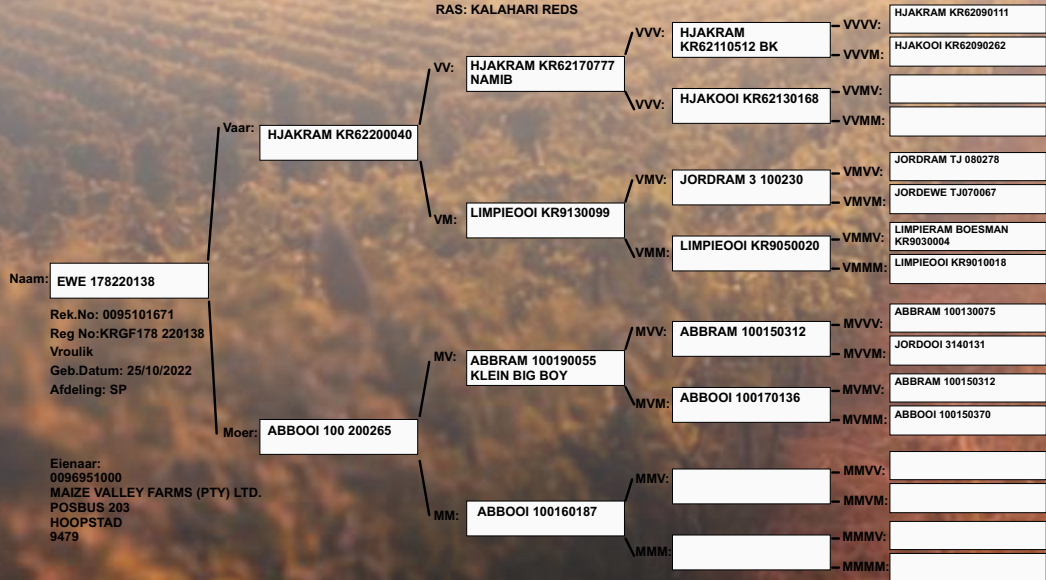 RAS: KALAHARI REDS
Naam:
EWE 178220138
Rek.No: 0095101671
Reg No:KRGF178 220138
Vroulik
Geb.Datum: 25/10/2022
Afdeling: SP
Eienaar:
0096951000
MAIZE VALLEY FARMS (PTY) LTD.
POSBUS 203
HOOPSTAD
9479
Vaar:
HJAKRAM KR62200040
Moer:
ABBOOI 100 200265
VV:
HJAKRAM KR62170777
NAMIB
VM:
LIMPIEOOI KR9130099
MV:
ABBRAM 100190055
KLEIN BIG BOY
MM:
ABBOOI 100160187
VVV:
HJAKRAM
KR62110512 BK
VVV:
HJAKOOI KR62130168
VMV:
JORDRAM 3 100230
VMM:
LIMPIEOOI KR9050020
MVV:
ABBRAM 100150312
MVM:
ABBOOI 100170136
MMV:
MMM:
VVVV:
HJAKRAM KR62090111
VVVM:
HJAKOOI KR62090262
VVMV:
VVMM:
VMVV:
JORDRAM TJ 080278
VMVM:
JORDEWE TJ070067
VMMV:
LIMPIERAM BOESMAN
KR9030004
VMMM:
LIMPIEOOI KR9010018
MVVV:
ABBRAM 100130075
MVVM:
JORDOOI 3140131
MVMV:
ABBRAM 100150312
MVMM:
ABBOOI 100150370
MMVV:
MMVM:
MMMV:
MMMM: